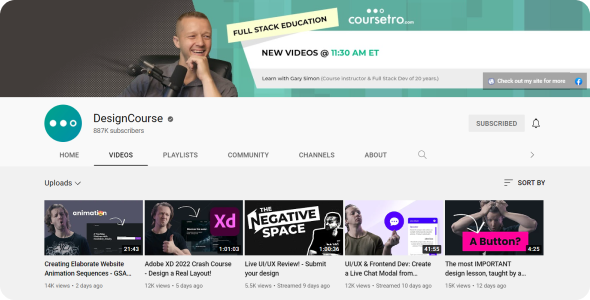 FULL STACK EDUCATION
coursetro.com
NEW VIDEOS @ 11:30 AM ET
Learn with Gary Simon (Course instructor & Full Stack Dev of 20 years.)
Check out my site for more
DesignCourse
887K subscribers
SUBSCRIBED
HOME VIDEOS PLAYLISTS COMMUNITY CHANNELS ABOUT
Uploads
SORT BY
animation
21:43
Xd
1:01:03
THE NEGATIVE SPACE
1:00:36
41:55
A Button?
4:25
Creating Elaborate Website
Animation Sequences - GSA...
14K views • 2 days ago
Adobe XD 2022 Crash Course
- Design a Real Layout!
12K views • 5 days ago
Live UI/UX Review! - Submit
your design
5.5K views • Streamed 9 days ago
UI/UX & Frontend Dev: Create
a Live Chat Modal from...
12K views • Streamed 10 days ago
The most IMPORTANT
design lesson, taught by a...
15K views • 12 days ago